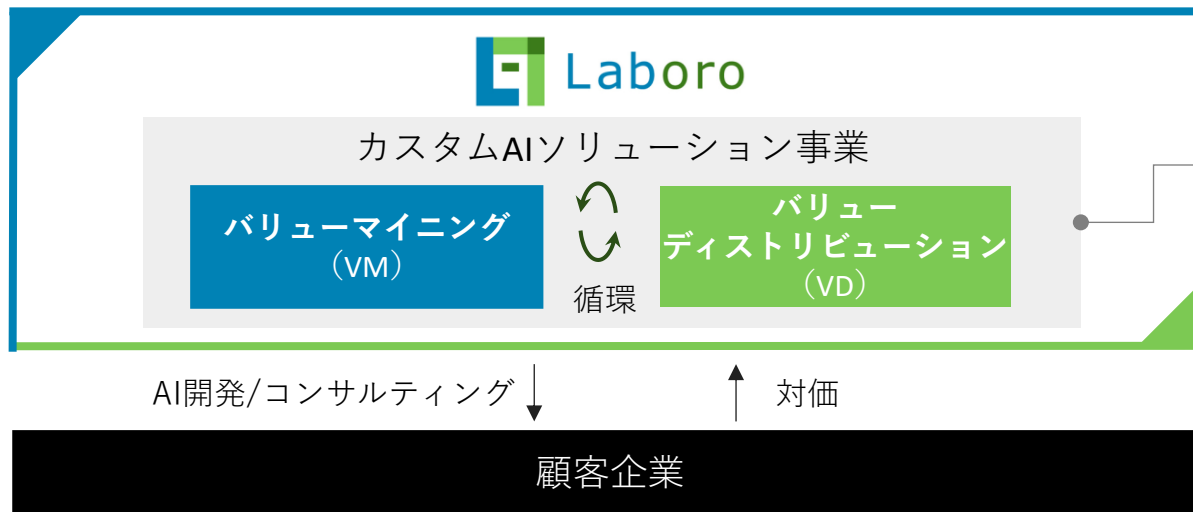 Laboro
カスタムAIソリューション事業
バリューマイニング
（VM）
循環
バリュー
ディストリビューション
（VD）
AI開発/コンサルティング
対価
顧客企業